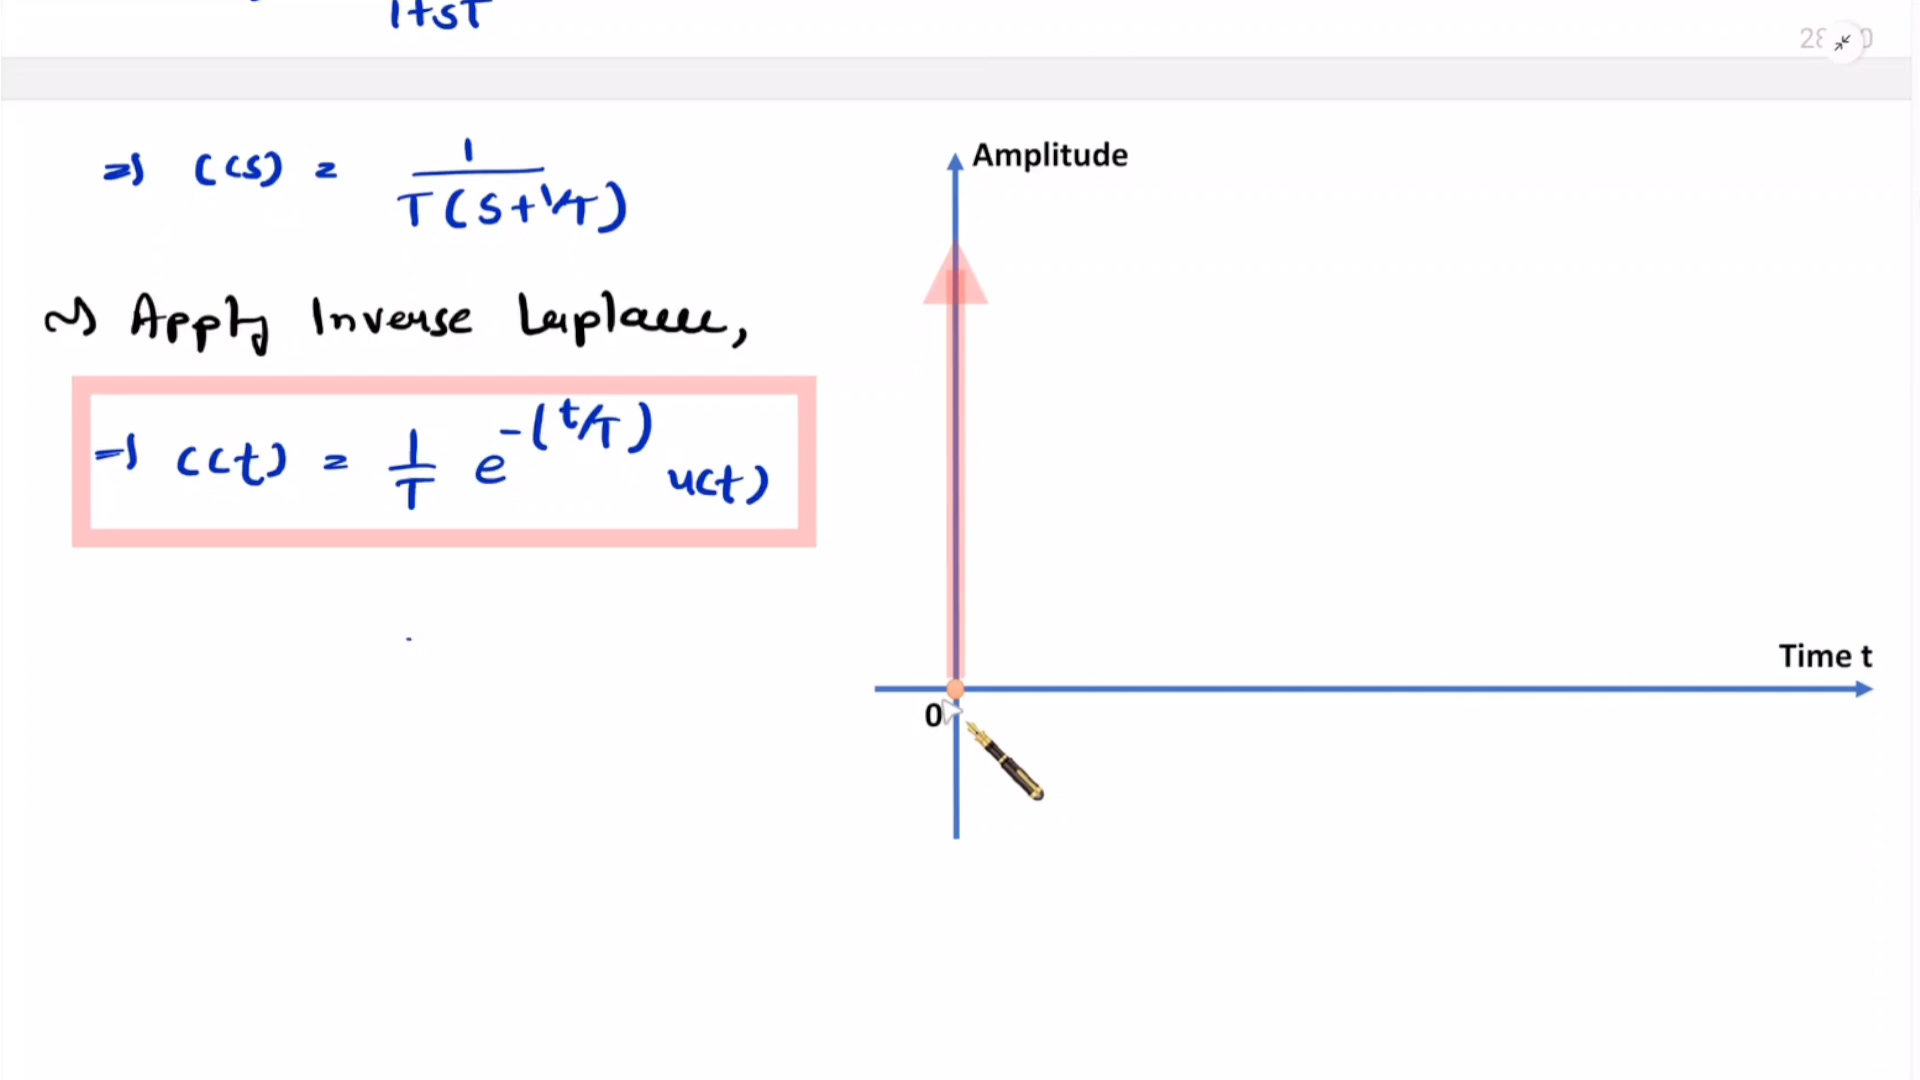 1+sT
=> C(s) = 1 / T(s+1/T)
~> Apply Inverse Laplace,
=> c(t) = 1/T e^-(t/T) u(t)
Amplitude
Time t
0